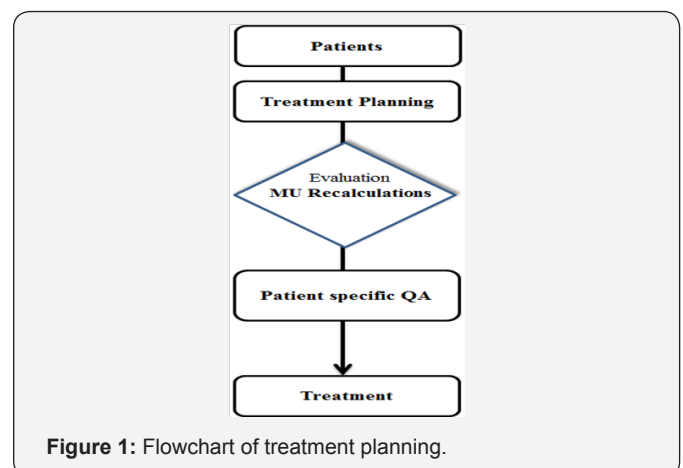 Patients
Treatment Planning
Evaluation
MU Recalculations
Patient specific QA
Treatment
Figure 1: Flowchart of treatment planning.